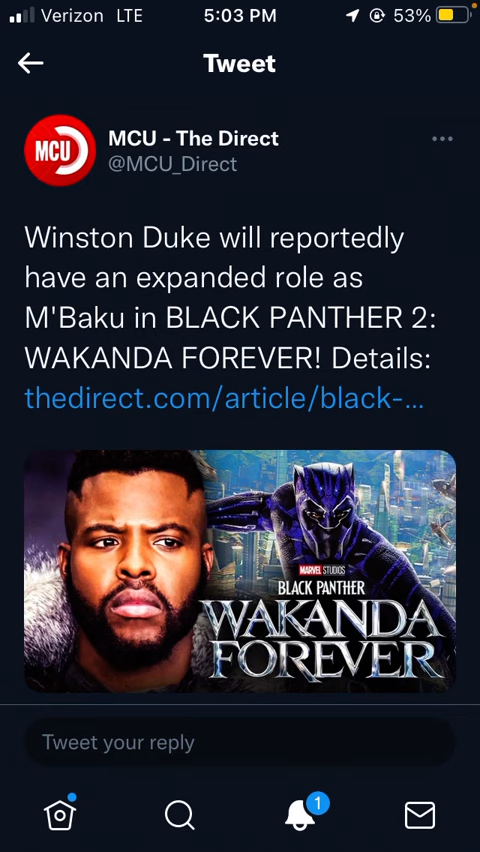 Verizon LTE 5:03 PM 53%
Tweet
MCU
MCU - The Direct
@MCU_Direct
Winston Duke will reportedly
have an expanded role as
M'Baku in BLACK PANTHER 2:
WAKANDA FOREVER! Details:
thedirect.com/article/black-...
MARVEL STUDIOS
BLACK PANTHER
WAKANDA
FOREVER
Tweet your reply
1